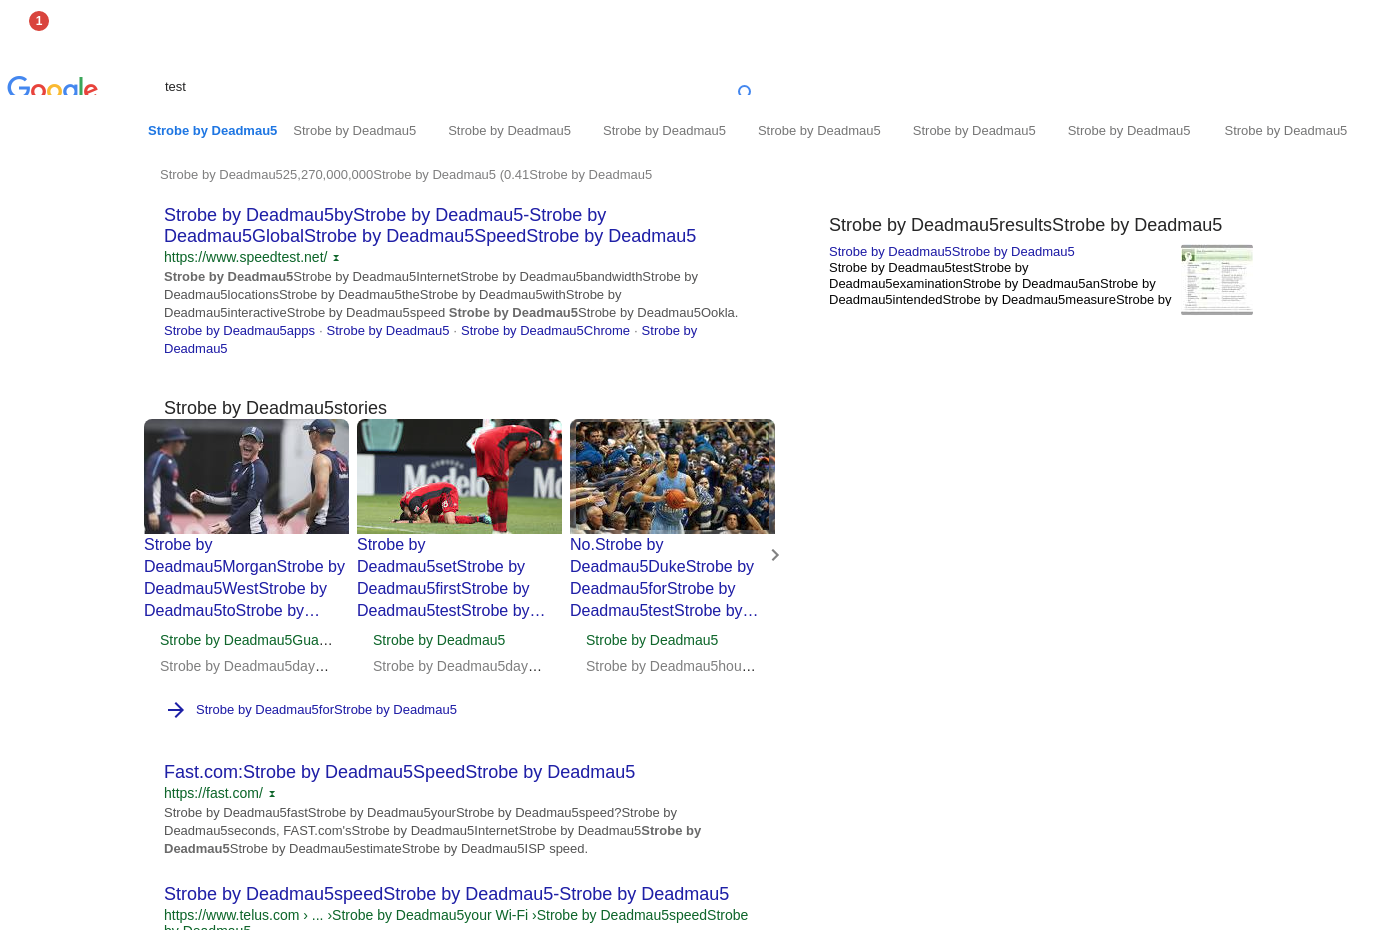 1
Google
test
Strobe by Deadmau5 Strobe by Deadmau5 Strobe by Deadmau5 Strobe by Deadmau5 Strobe by Deadmau5 Strobe by Deadmau5 Strobe by Deadmau5 Strobe by Deadmau5
Strobe by Deadmau525,270,000,000Strobe by Deadmau5 (0.41Strobe by Deadmau5
Strobe by Deadmau5byStrobe by Deadmau5-Strobe by
Deadmau5GlobalStrobe by Deadmau5SpeedStrobe by Deadmau5
https://www.speedtest.net/
Strobe by Deadmau5Strobe by Deadmau5InternetStrobe by Deadmau5bandwidthStrobe by
Deadmau5locationsStrobe by Deadmau5theStrobe by Deadmau5withStrobe by
Deadmau5interactiveStrobe by Deadmau5speed Strobe by Deadmau5Strobe by Deadmau5Ookla.
Strobe by Deadmau5apps · Strobe by Deadmau5 · Strobe by Deadmau5Chrome · Strobe by
Deadmau5
Strobe by Deadmau5resultsStrobe by Deadmau5
Strobe by Deadmau5Strobe by Deadmau5
Strobe by Deadmau5testStrobe by
Deadmau5examinationStrobe by Deadmau5anStrobe by
Deadmau5intendedStrobe by Deadmau5measureStrobe by
Strobe by Deadmau5stories
Modelo
Strobe by
Deadmau5MorganStrobe by
Deadmau5WestStrobe by
Deadmau5toStrobe by…
Strobe by Deadmau5Gua…
Strobe by Deadmau5day…
Strobe by
Deadmau5setStrobe by
Deadmau5firstStrobe by
Deadmau5testStrobe by…
Strobe by Deadmau5
Strobe by Deadmau5day…
No.Strobe by
Deadmau5DukeStrobe by
Deadmau5forStrobe by
Deadmau5testStrobe by…
Strobe by Deadmau5
Strobe by Deadmau5hou…
Strobe by Deadmau5forStrobe by Deadmau5
Fast.com:Strobe by Deadmau5SpeedStrobe by Deadmau5
https://fast.com/
Strobe by Deadmau5fastStrobe by Deadmau5yourStrobe by Deadmau5speed?Strobe by
Deadmau5seconds, FAST.com'sStrobe by Deadmau5InternetStrobe by Deadmau5Strobe by
Deadmau5Strobe by Deadmau5estimateStrobe by Deadmau5ISP speed.
Strobe by Deadmau5speedStrobe by Deadmau5-Strobe by Deadmau5
https://www.telus.com › ... ›Strobe by Deadmau5your Wi-Fi ›Strobe by Deadmau5speedStrobe
by Deadmau5